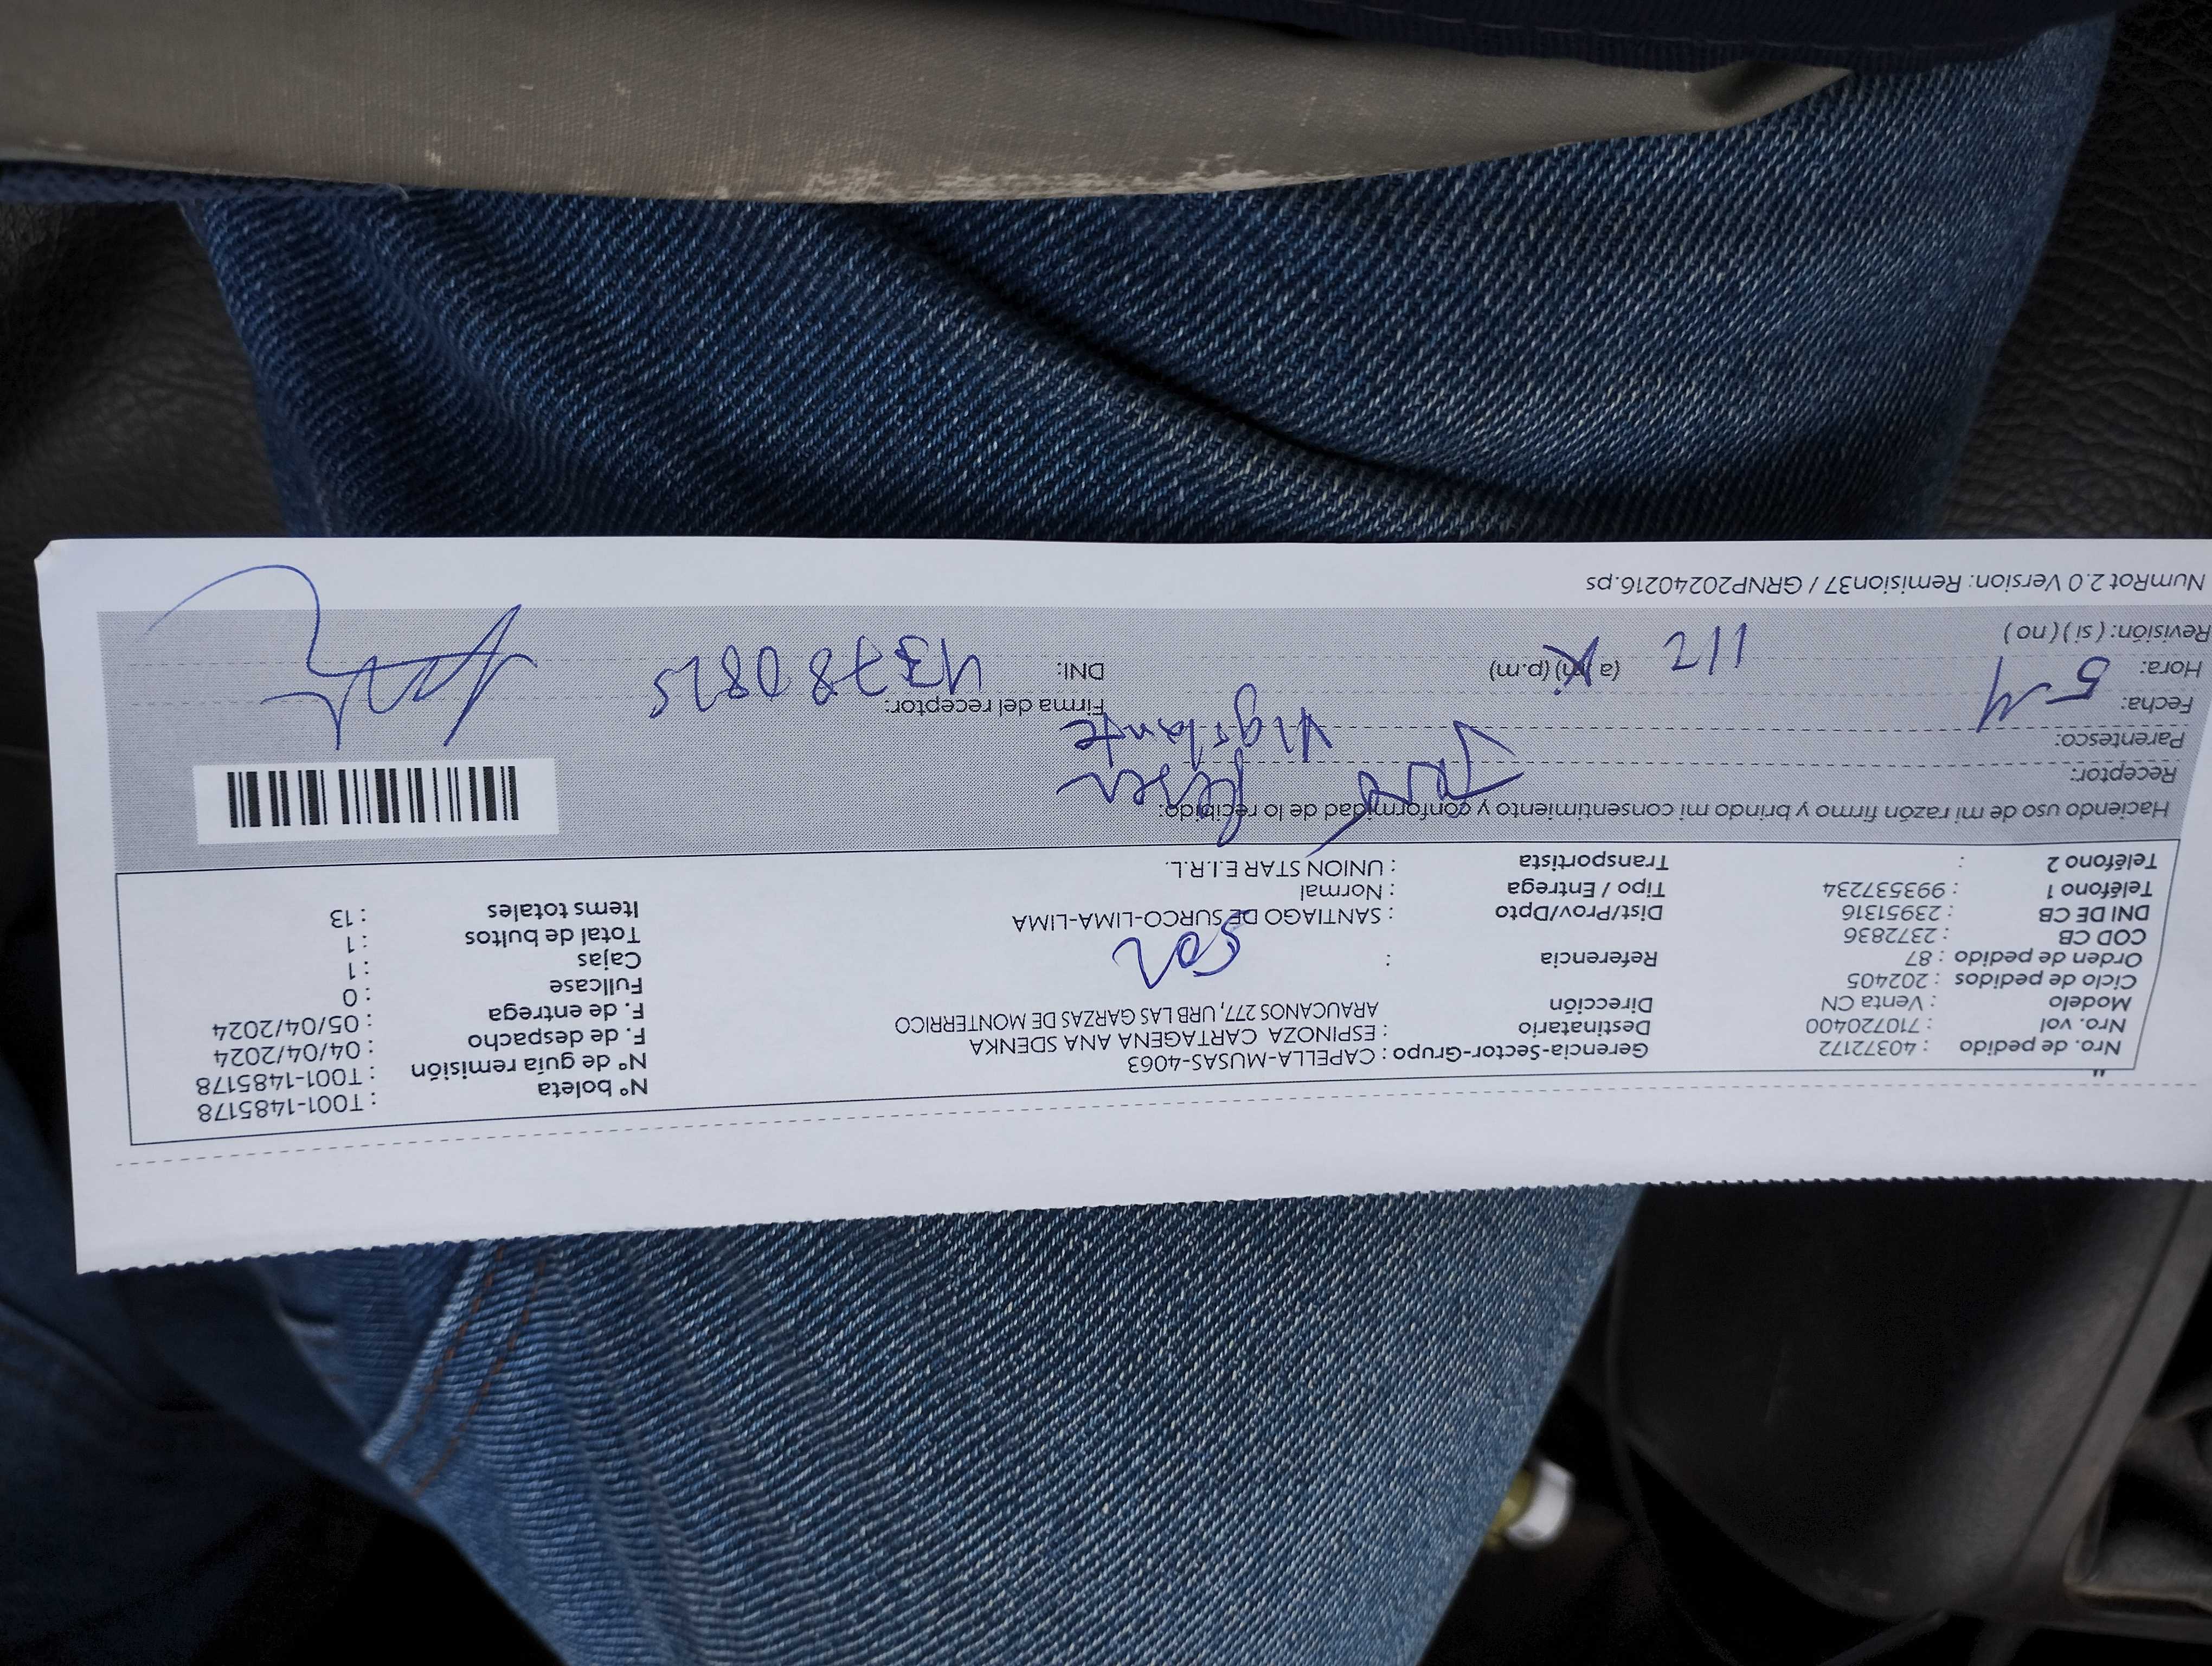 Nro. de pedido : 40372172 Gerencia-Sector-Grupo : CAPELLA-MUSAS-4063 N° boleta : T001-1485178
Nro. vol : 710720400 Destinatario : ESPINOZA CARTAGENA ANA SDENKA N° de guía remisión : T001-1485178
Modelo : Venta CN Dirección ARAUCANOS 277, URB LAS GARZAS DE MONTERRICO F. de despacho : 04/04/2024
Ciclo de pedidos : 202405 F. de entrega : 05/04/2024
Orden de pedido : 87 Referencia : Fullcase : 0
COD CB : 2372836 Cajas : 1
DNI DE CB : 23951316 Dist/Prov/Dpto : SANTIAGO DE SURCO-LIMA-LIMA Total de bultos : 1
Teléfono 1 : 993537234 Tipo / Entrega : Normal Items totales : 13
Teléfono 2 : Transportista : UNION STAR E.I.R.L.
Haciendo uso de mi razón firmo y brindo mi consentimiento y conformidad de lo recibido:
Receptor: José
Parentesco: Vigilante
Fecha: 5-4 Firma del receptor:
Hora: 112 (a.m) (p.m) DNI: 43780825
Revisión: ( si ) ( no )
NumRot 2.0 Version: Remision37 / GRNP20240216.ps